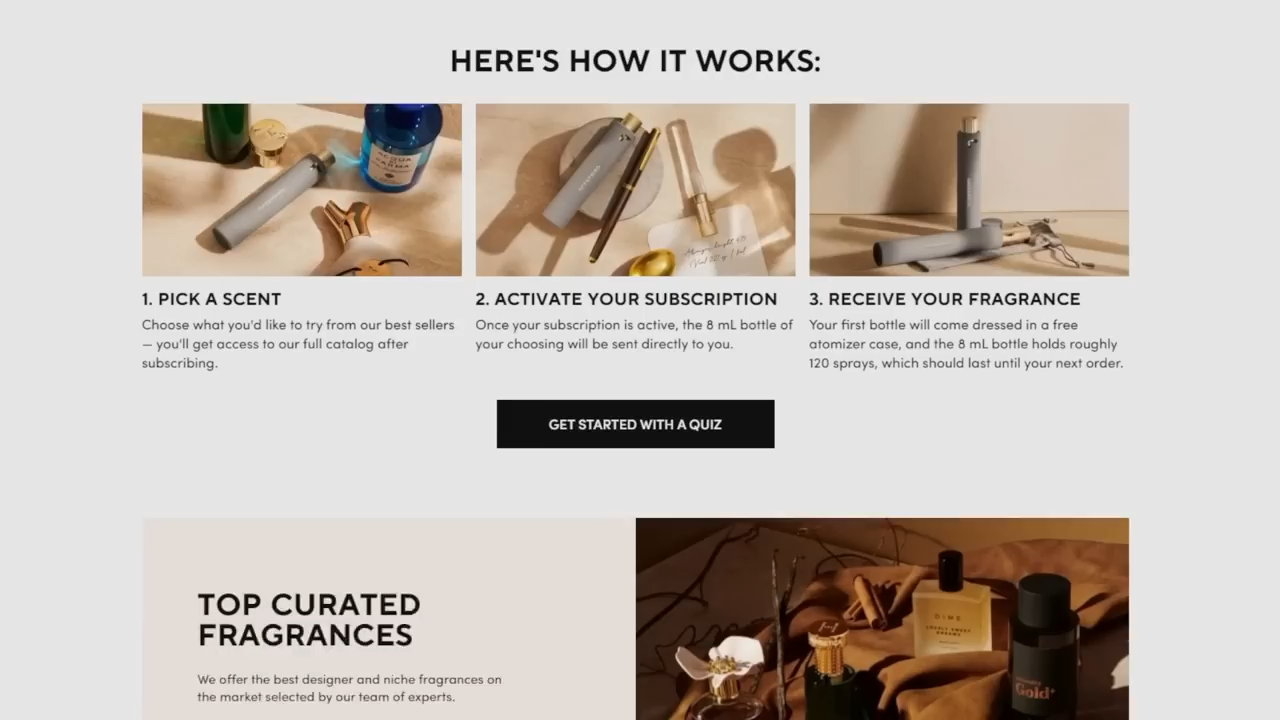 HERE'S HOW IT WORKS:
ACQUA
DI
PARMA
1. PICK A SCENT
Choose what you'd like to try from our best sellers
— you'll get access to our full catalog after
subscribing.
2. ACTIVATE YOUR SUBSCRIPTION
Once your subscription is active, the 8 mL bottle of
your choosing will be sent directly to you.
3. RECEIVE YOUR FRAGRANCE
Your first bottle will come dressed in a free
atomizer case, and the 8 mL bottle holds roughly
120 sprays, which should last until your next order.
GET STARTED WITH A QUIZ
TOP CURATED
FRAGRANCES
We offer the best designer and niche fragrances on
the market selected by our team of experts.
DIME
LOVELY SWEET
DREAMS
Gold+